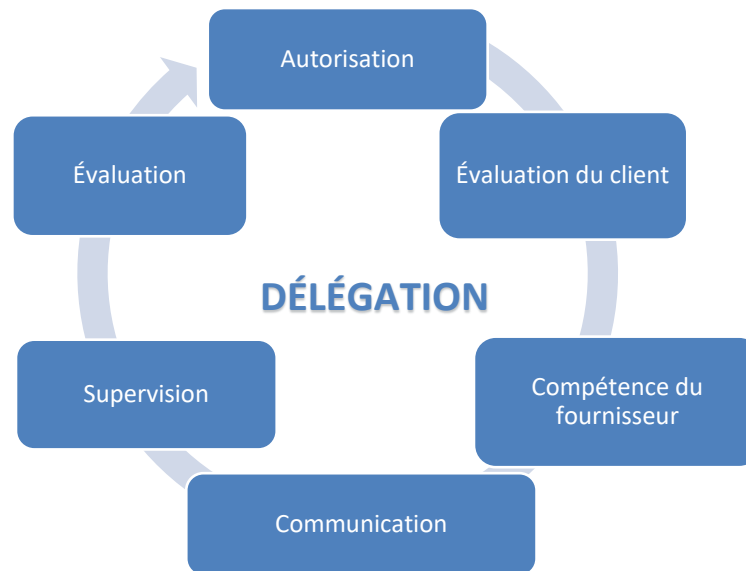 Autorisation
Évaluation du client
Compétence du
fournisseur
Communication
Supervision
Évaluation
DÉLÉGATION